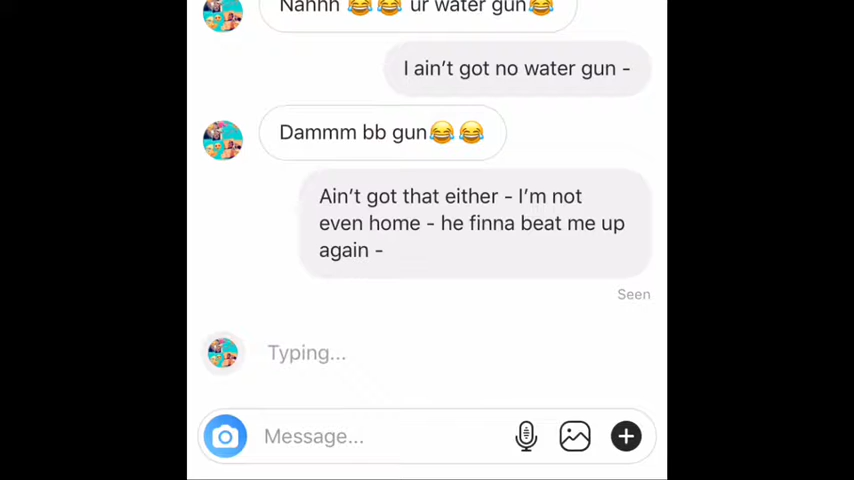 Nahhh 😂😂 ur water gun😂
I ain't got no water gun -
Dammm bb gun😂😂
Ain't got that either - I'm not
even home - he finna beat me up
again -
Seen
Typing...
Message...